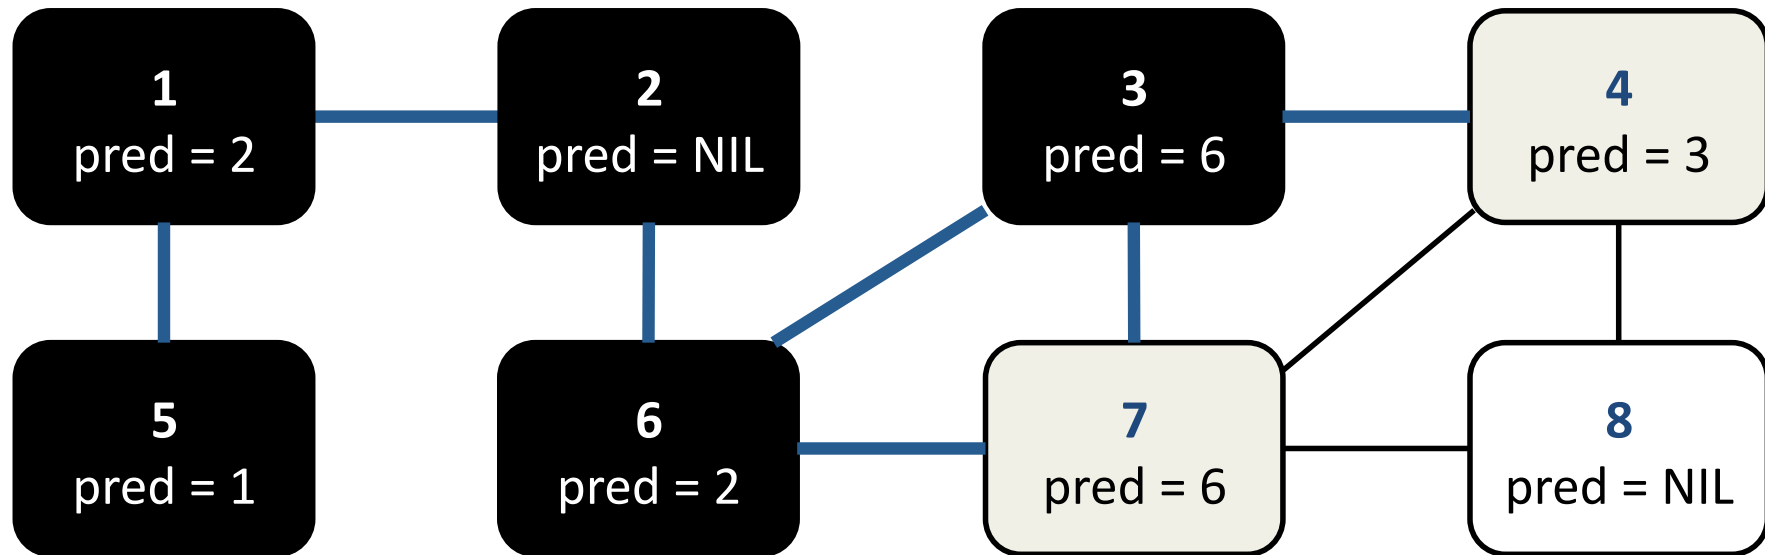 1
pred = 2
2
pred = NIL
3
pred = 6
4
pred = 3
5
pred = 1
6
pred = 2
7
pred = 6
8
pred = NIL